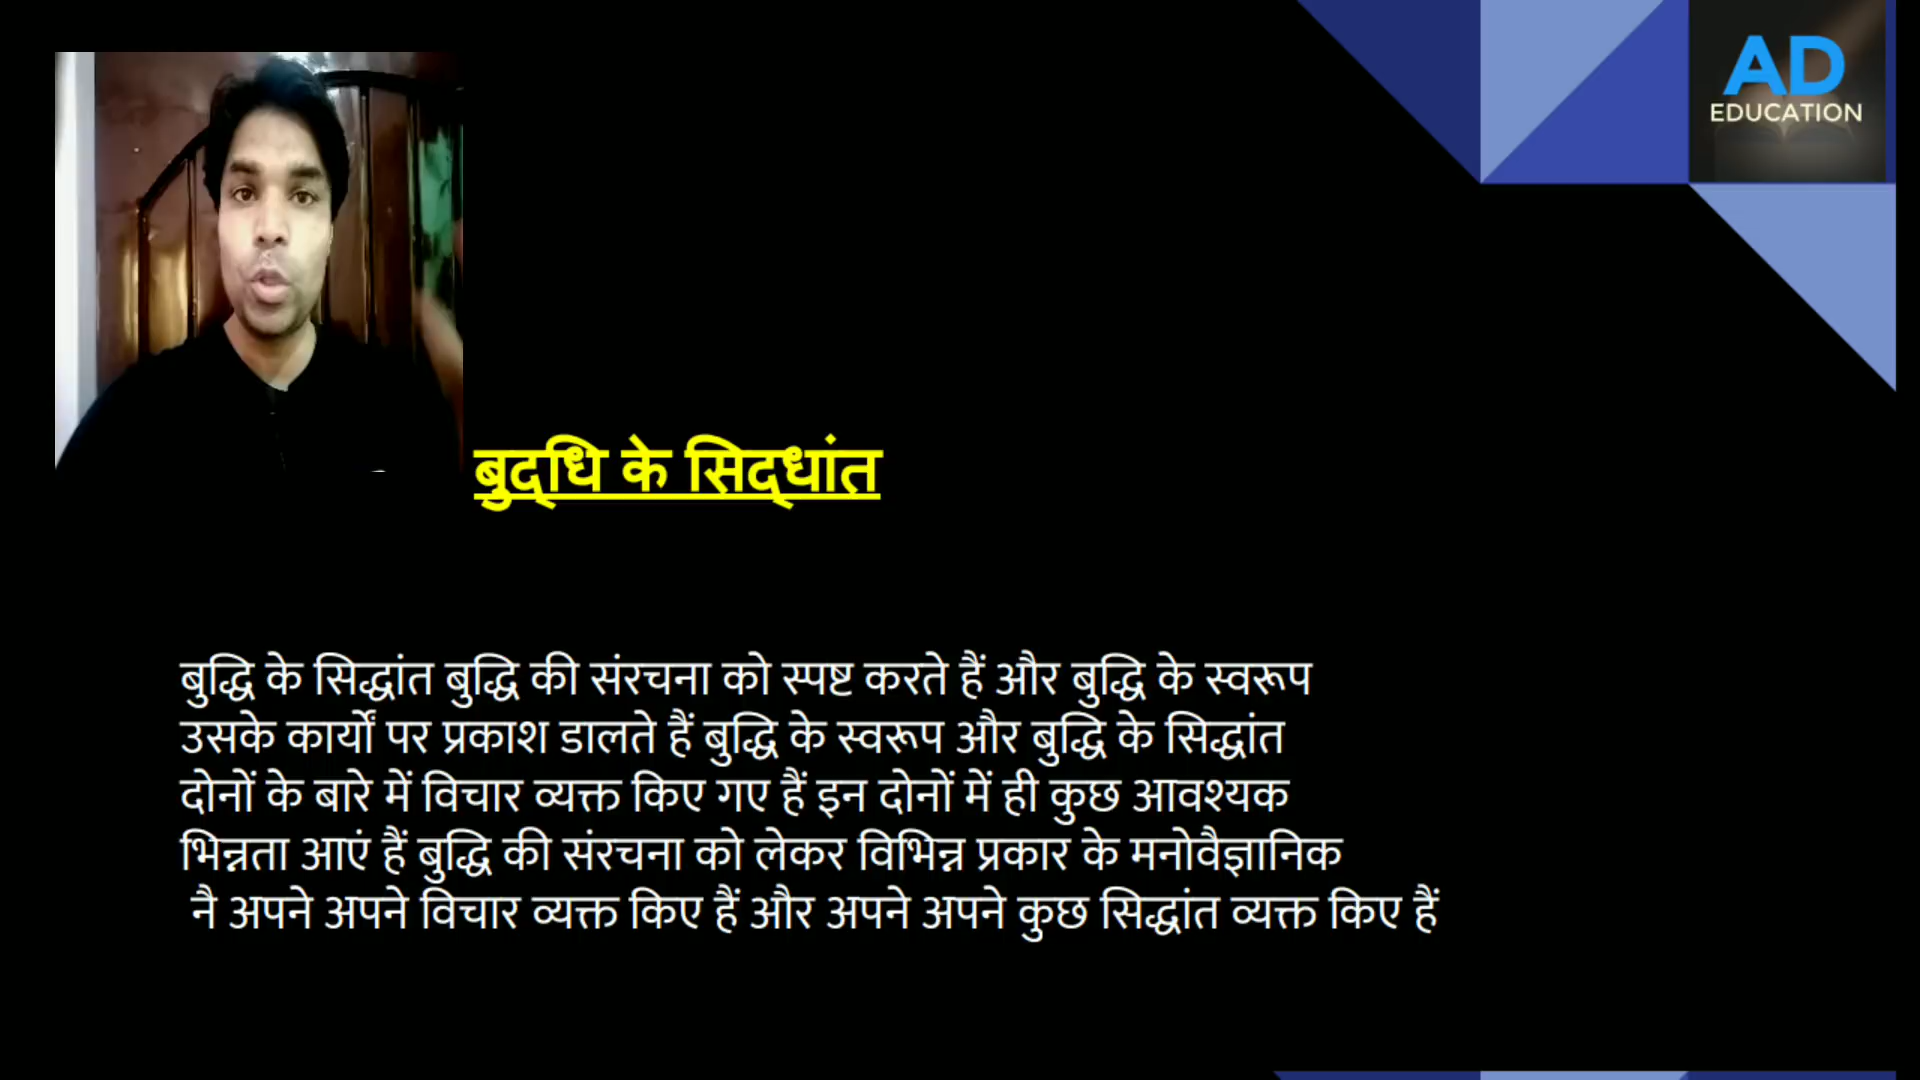 AD
EDUCATION
बुद्धि के सिद्धांत
बुद्धि के सिद्धांत बुद्धि की संरचना को स्पष्ट करते हैं और बुद्धि के स्वरूप
उसके कार्यों पर प्रकाश डालते हैं बुद्धि के स्वरूप और बुद्धि के सिद्धांत
दोनों के बारे में विचार व्यक्त किए गए हैं इन दोनों में ही कुछ आवश्यक
भिन्नता आएं हैं बुद्धि की संरचना को लेकर विभिन्न प्रकार के मनोवैज्ञानिक
नै अपने अपने विचार व्यक्त किए हैं और अपने अपने कुछ सिद्धांत व्यक्त किए हैं